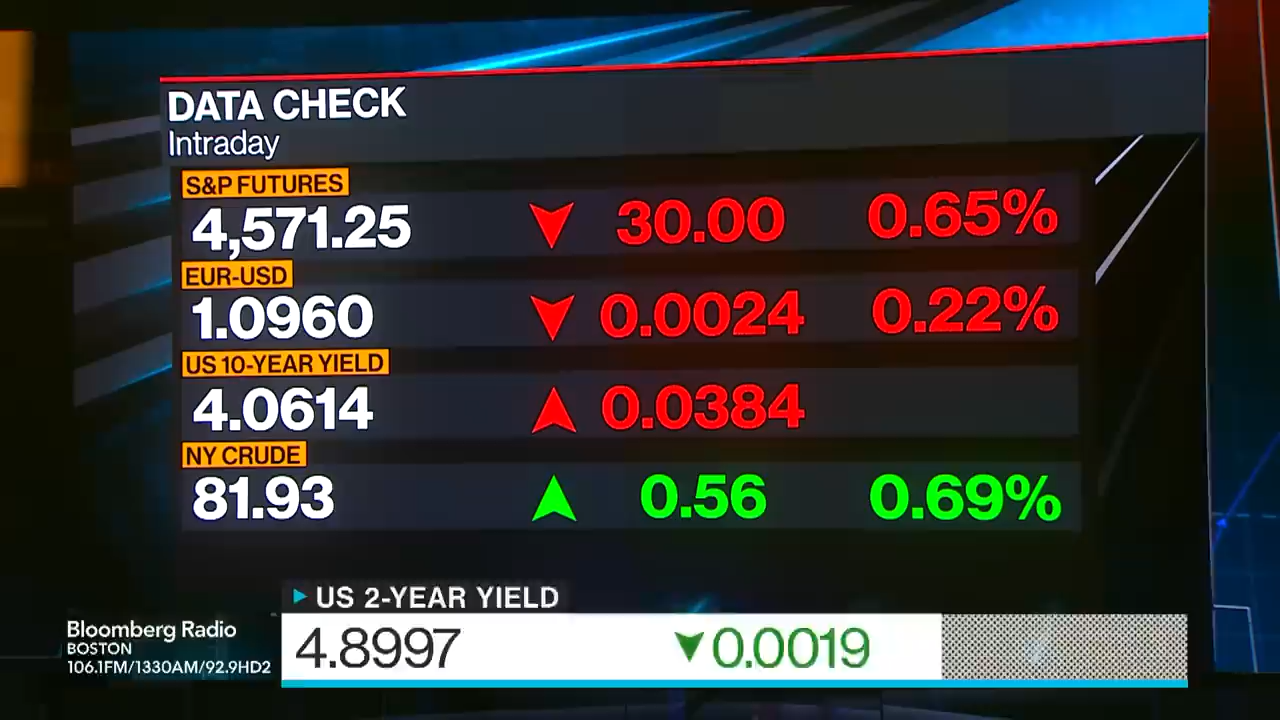 DATA CHECK
Intraday
S&P FUTURES
4,571.25 ▼ 30.00 0.65%
EUR-USD
1.0960 ▼ 0.0024 0.22%
US 10-YEAR YIELD
4.0614 ▲ 0.0384
NY CRUDE
81.93 ▲ 0.56 0.69%
US 2-YEAR YIELD
4.8997 ▼0.0019
Bloomberg Radio
BOSTON
106.1FM/1330AM/92.9HD2